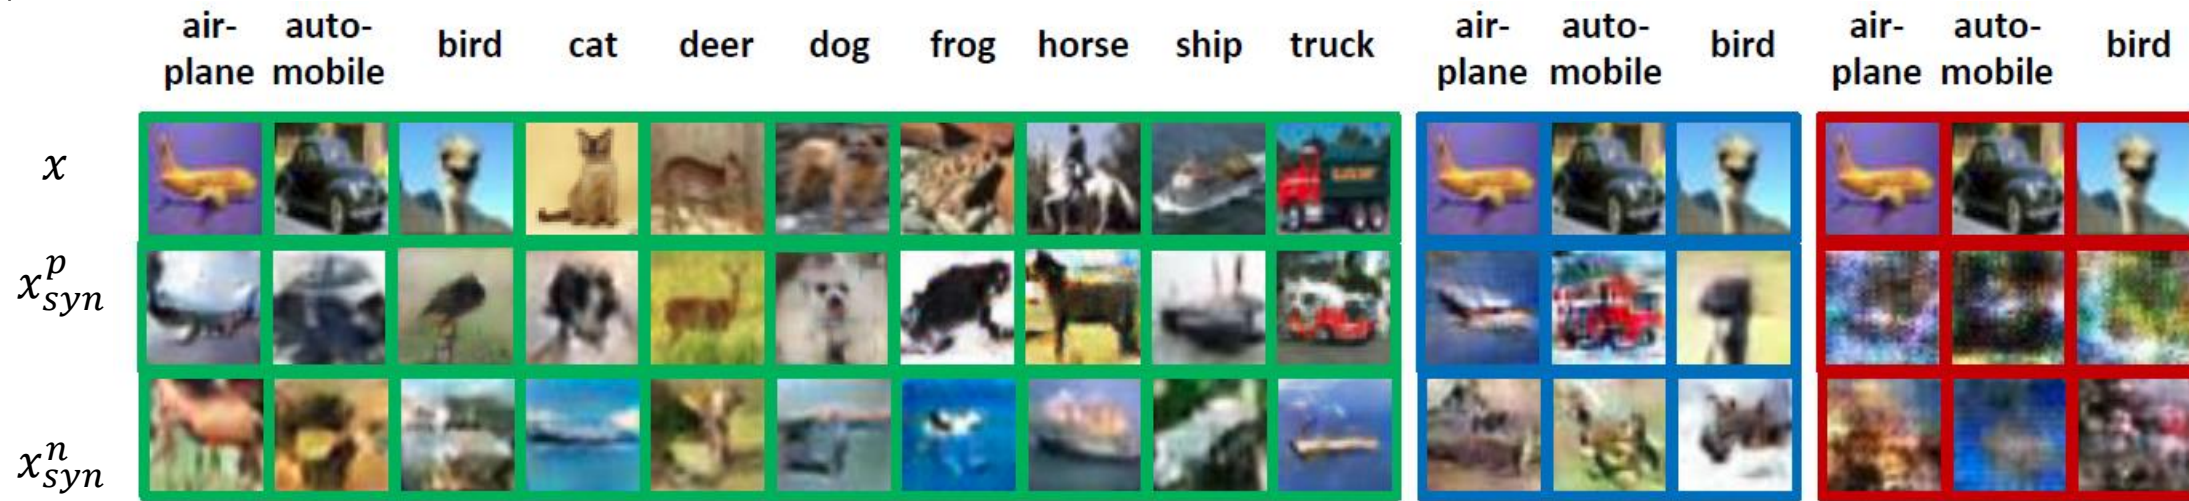 air- auto- bird cat deer dog frog horse ship truck air- auto- bird air- auto- bird
plane mobile plane mobile plane mobile
x
x^p_syn
x^n_syn